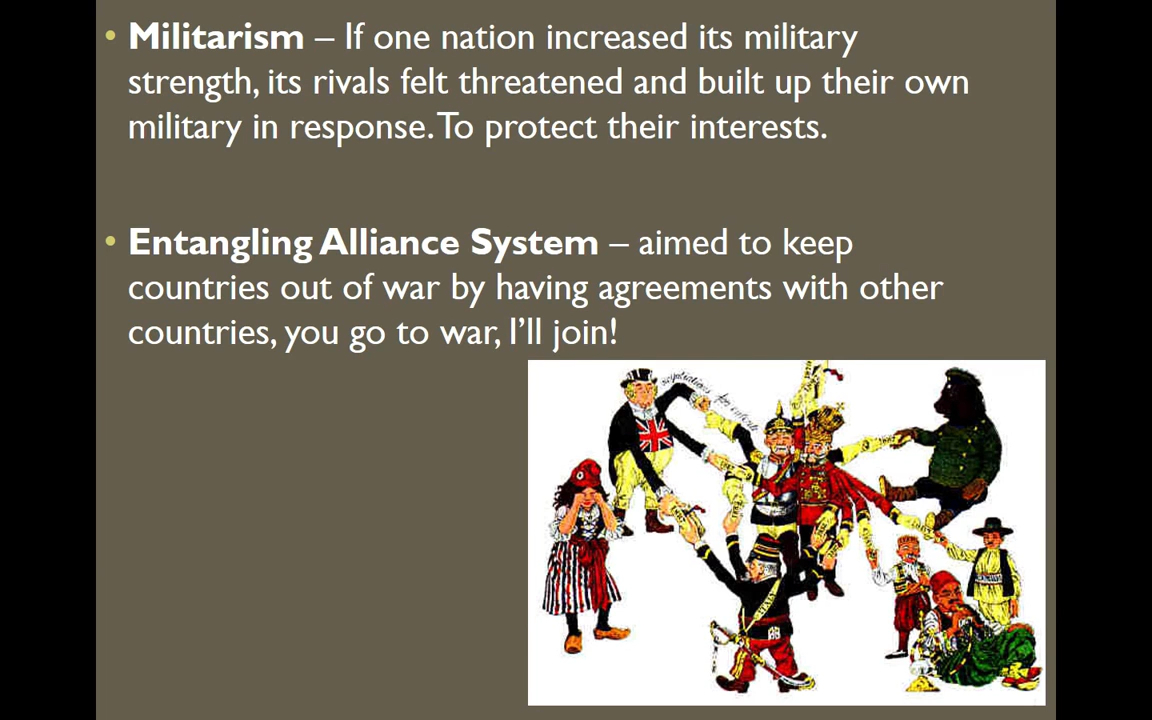 • Militarism – If one nation increased its military
strength, its rivals felt threatened and built up their own
military in response. To protect their interests.
• Entangling Alliance System – aimed to keep
countries out of war by having agreements with other
countries, you go to war, I'll join!
negotiations for